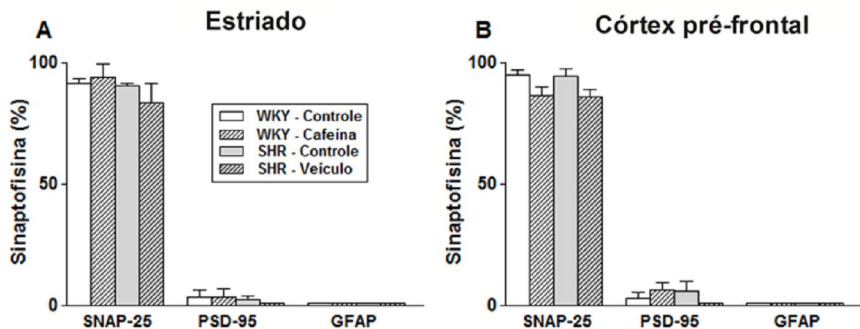 A
Estriado
Sinaptofisina (%)
100
50
0
WKY - Controle
WKY - Cafeína
SHR - Controle
SHR - Veículo
SNAP-25 PSD-95 GFAP
B
Córtex pré-frontal
Sinaptofisina (%)
100
50
0
SNAP-25 PSD-95 GFAP